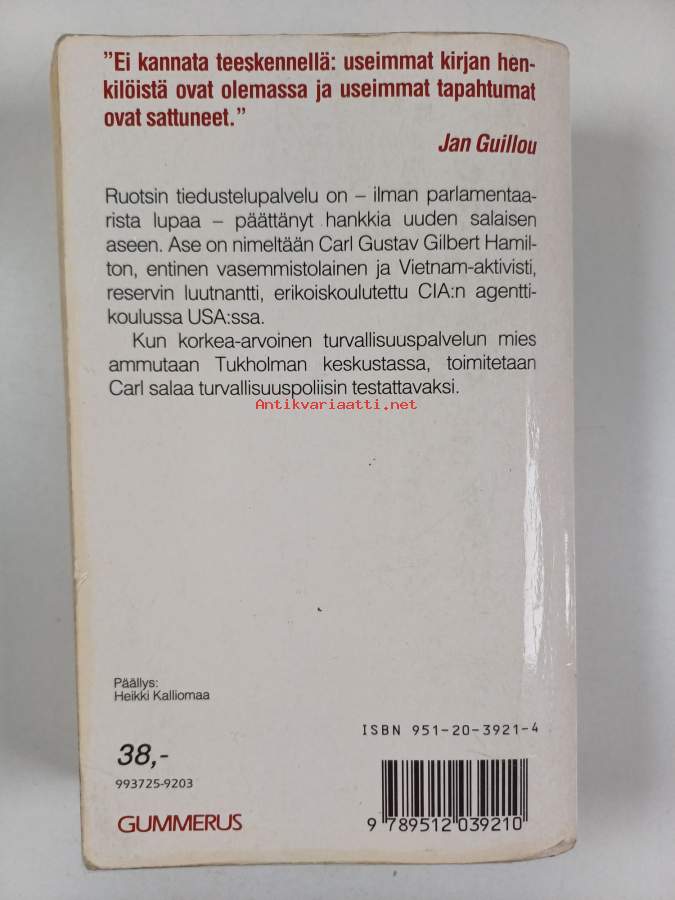 ”Ei kannata teeskennellä: useimmat kirjan hen-
kilöistä ovat olemassa ja useimmat tapahtumat
ovat sattuneet.”
Jan Guillou
Ruotsin tiedustelupalvelu on – ilman parlamentaa-
rista lupaa – päättänyt hankkia uuden salaisen
aseen. Ase on nimeltään Carl Gustav Gilbert Hamil-
ton, entinen vasemmistolainen ja Vietnam-aktivisti,
reservin luutnantti, erikoiskoulutettu CIA:n agentti-
koulussa USA:ssa.
Kun korkea-arvoinen turvallisuuspalvelun mies
ammutaan Tukholman keskustassa, toimitetaan
Carl salaa turvallisuuspoliisin testattavaksi.
Antikvariaatti.net
Päällys:
Heikki Kalliomaa
ISBN 951-20-3921-4
38,-
993725-9203
GUMMERUS
9 789512 039210